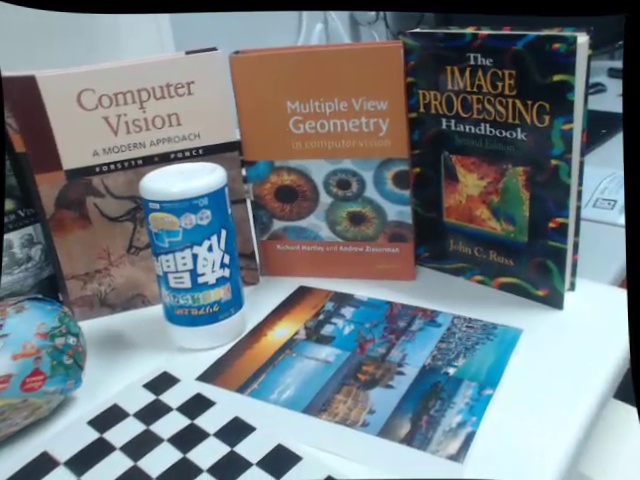 Computer
Vision
A MODERN APPROACH
FORSYTH • PONCE
Multiple View
Geometry
in computer vision
Richard Hartley and Andrew Zisserman
The
IMAGE
PROCESSING
Handbook
Second Edition
John C. Russ